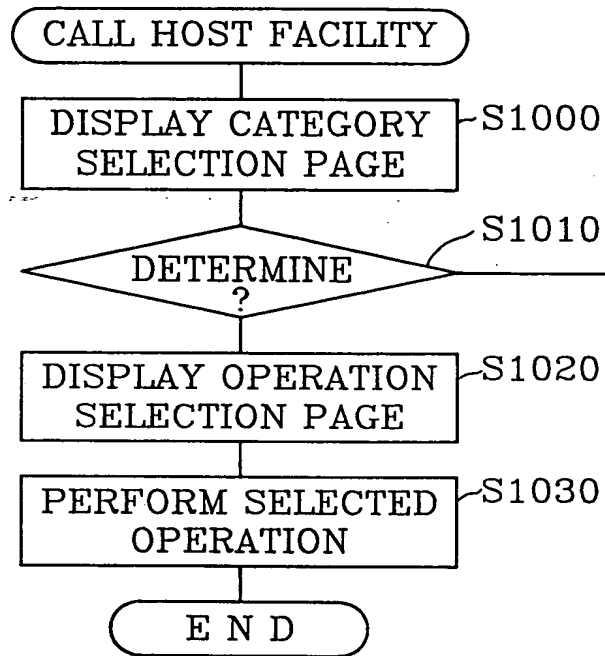 CALL HOST FACILITY
DISPLAY CATEGORY
SELECTION PAGE
S1000
DETERMINE
?
S1010
DISPLAY OPERATION
SELECTION PAGE
S1020
PERFORM SELECTED
OPERATION
S1030
END